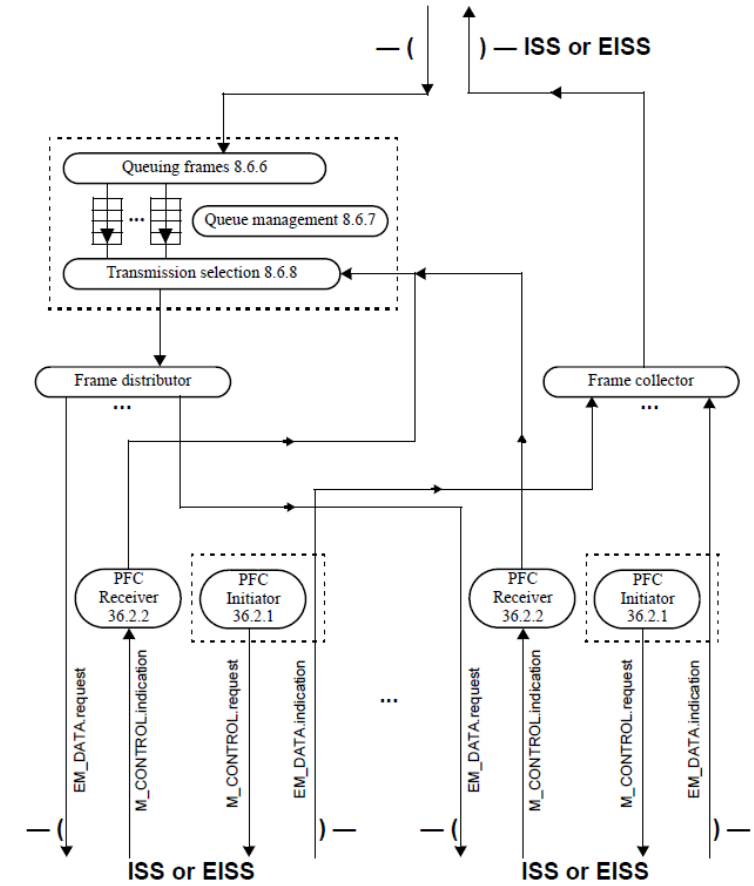 — ( ) — ISS or EISS
Queuing frames 8.6.6
...
Queue management 8.6.7
Transmission selection 8.6.8
Frame distributor
...
Frame collector
...
PFC
Receiver
36.2.2
PFC
Initiator
36.2.1
PFC
Receiver
36.2.2
PFC
Initiator
36.2.1
EM_DATA.request
M_CONTROL.indication
M_CONTROL.request
EM_DATA.indication
...
EM_DATA.request
M_CONTROL.indication
M_CONTROL.request
EM_DATA.indication
— ( ) — — ( ) —
ISS or EISS
ISS or EISS